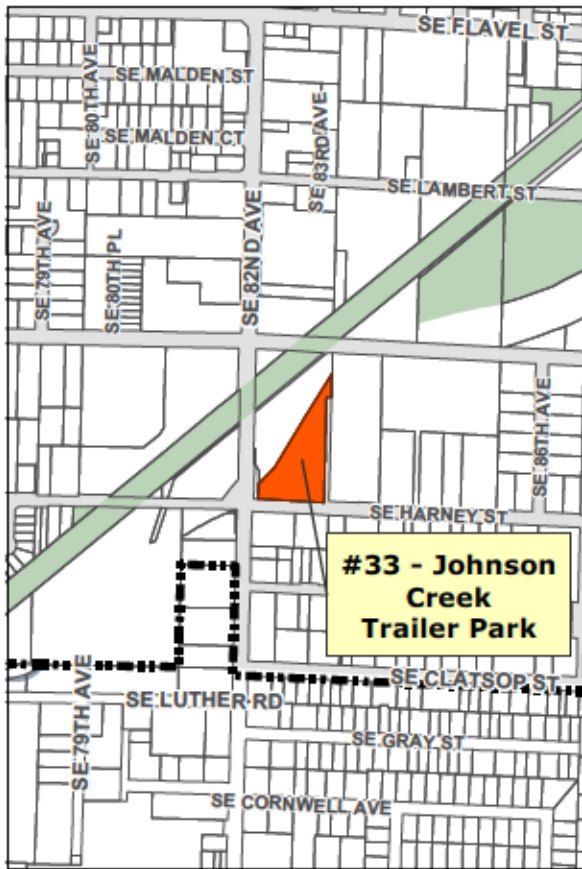 SE FLAVEL ST
SE MALDEN ST
SE 80TH AVE
SE MALDEN CT
SE 83RD AVE
SE LAMBERT ST
SE 79TH AVE
SE 80TH PL
SE 82ND AVE
SE 86TH AVE
SE HARNEY ST
#33 - Johnson
Creek
Trailer Park
SE CLATSOP ST
SE 79TH AVE
SE LUTHER RD
SE GRAY ST
SE CORNWELL AVE